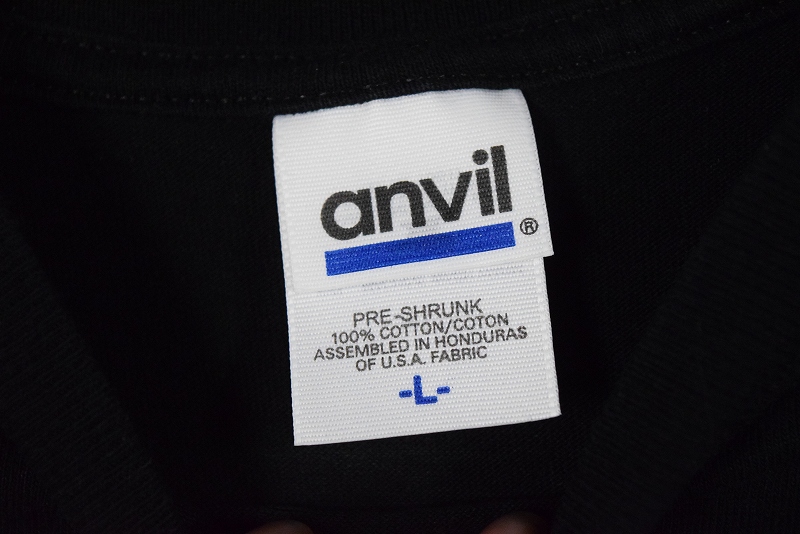 anvil
®
PRE-SHRUNK
100% COTTON/COTON
ASSEMBLED IN HONDURAS
OF U.S.A. FABRIC
-L-